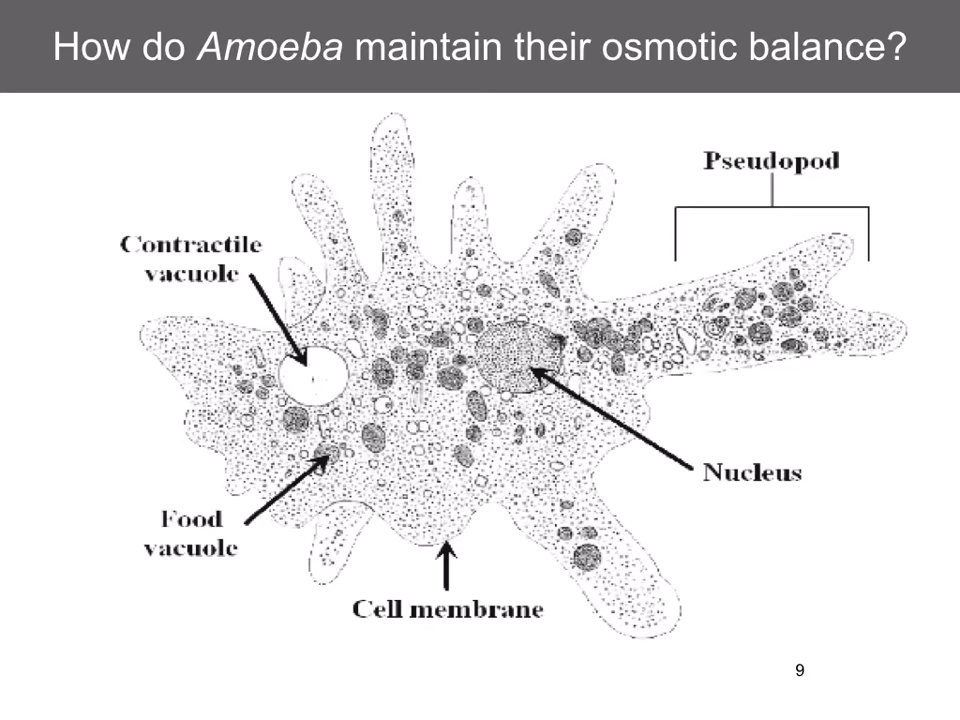 How do Amoeba maintain their osmotic balance?
Pseudopod
Contractile
vacuole
Nucleus
Food
vacuole
Cell membrane
9